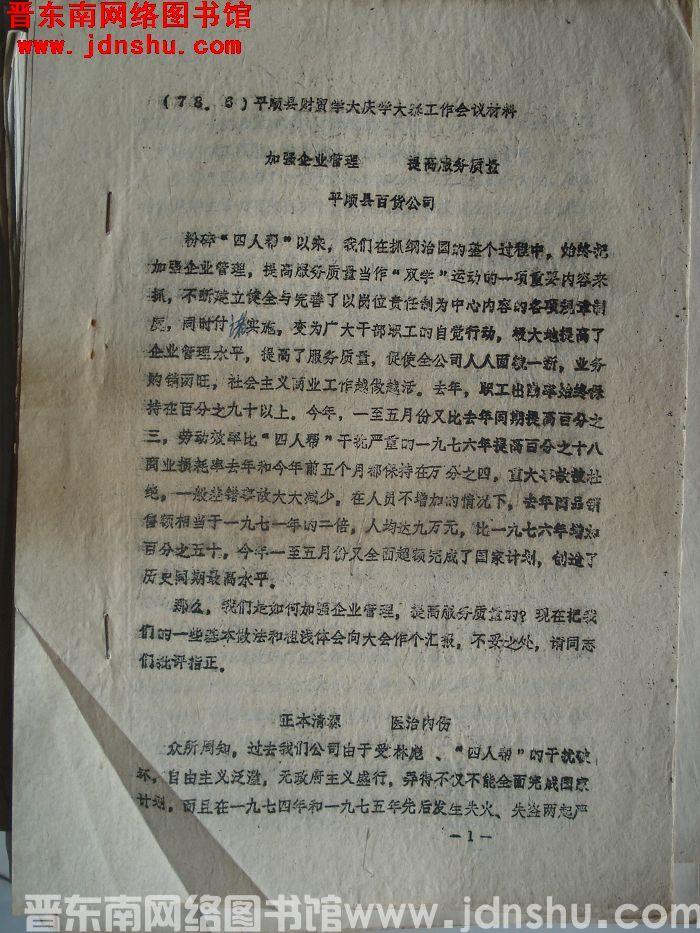 晋东南网络图书馆
www.jdnshu.com
(78.6)平顺县财贸学大庆学大寨工作会议材料
加强企业管理 提高服务质量
平顺县百货公司
粉碎“四人帮”以来，我们在抓纲治国的整个过程中，始终把
加强企业管理，提高服务质量当作“双学”运动的一项重要内容来
抓，不断建立健全与完善了以岗位责任制为中心内容的各项规章制
度，同时付诸实施，变为广大干部职工的自觉行动，极大地提高了
企业管理水平，提高了服务质量，促使全公司人人面貌一新，业务
购销两旺，社会主义商业工作越做越活。去年，职工出勤率始终保
持在百分之九十以上。今年，一至五月份又比去年同期提高百分之
三，劳动效率比“四人帮”干扰严重的一九七六年提高百分之十八
商业损耗率去年和今年前五个月都保持在万分之四，重大事故被杜
绝，一般差错事故大大减少，在人员不增加的情况下，去年商品销
售额相当于一九七一年的二倍，人均达九万元，比一九七六年增加
百分之五十，今年一至五月份又全面超额完成了国家计划，创造了
历史同期最高水平。
那么，我们是如何加强企业管理，提高服务质量的？现在把我
们的一些基本做法和粗浅体会向大会作个汇报，不妥之处，请同志
们批评指正。
正本清源 医治内伤
众所周知，过去我们公司由于受林彪、“四人帮”的干扰破
坏，自由主义泛滥，无政府主义盛行，弄得不仅不能全面完成国家
计划，而且在一九七四年和一九七五年先后发生失火、失盗两起严
—1—
晋东南网络图书馆 www.jdnshu.com